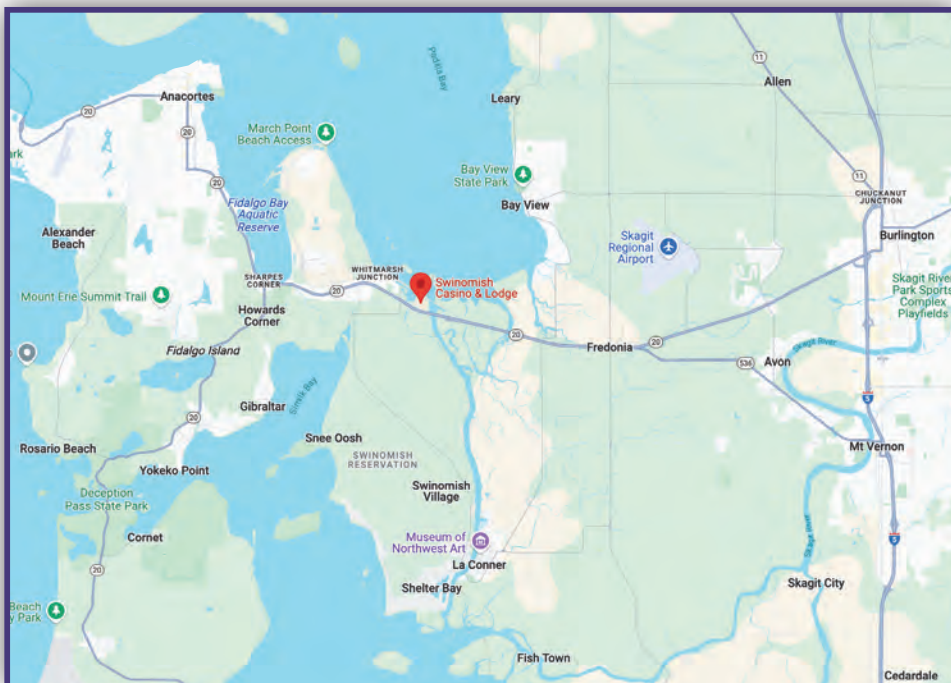 Padilla Bay
11
Allen
Anacortes
Leary
20
20
March Point
Beach Access
ark
Bay View
State Park
11
CHUCKANUT
JUNCTION
Bay View
Fidalgo Bay
Aquatic
Reserve
Alexander
Beach
Skagit
Regional
Airport
Burlington
20
WHITMARSH
JUNCTION
SHARPES
CORNER
Swinomish
Casino & Lodge
Skagit River
Park Sports
Complex
Playfields
Mount Erie Summit Trail
20
Howards
Corner
20
20
Skagit River
Fredonia
Fidalgo Island
536
Avon
Similk Bay
5
Gibraltar
20
Snee Oosh
Rosario Beach
SWINOMISH
RESERVATION
Mt Vernon
Yokeko Point
Swinomish
Village
Deception
Pass State Park
Skagit River
Cornet
Museum of
Northwest Art
5
20
La Conner
Skagit City
Shelter Bay
Beach
y Park
Fish Town
Cedardale